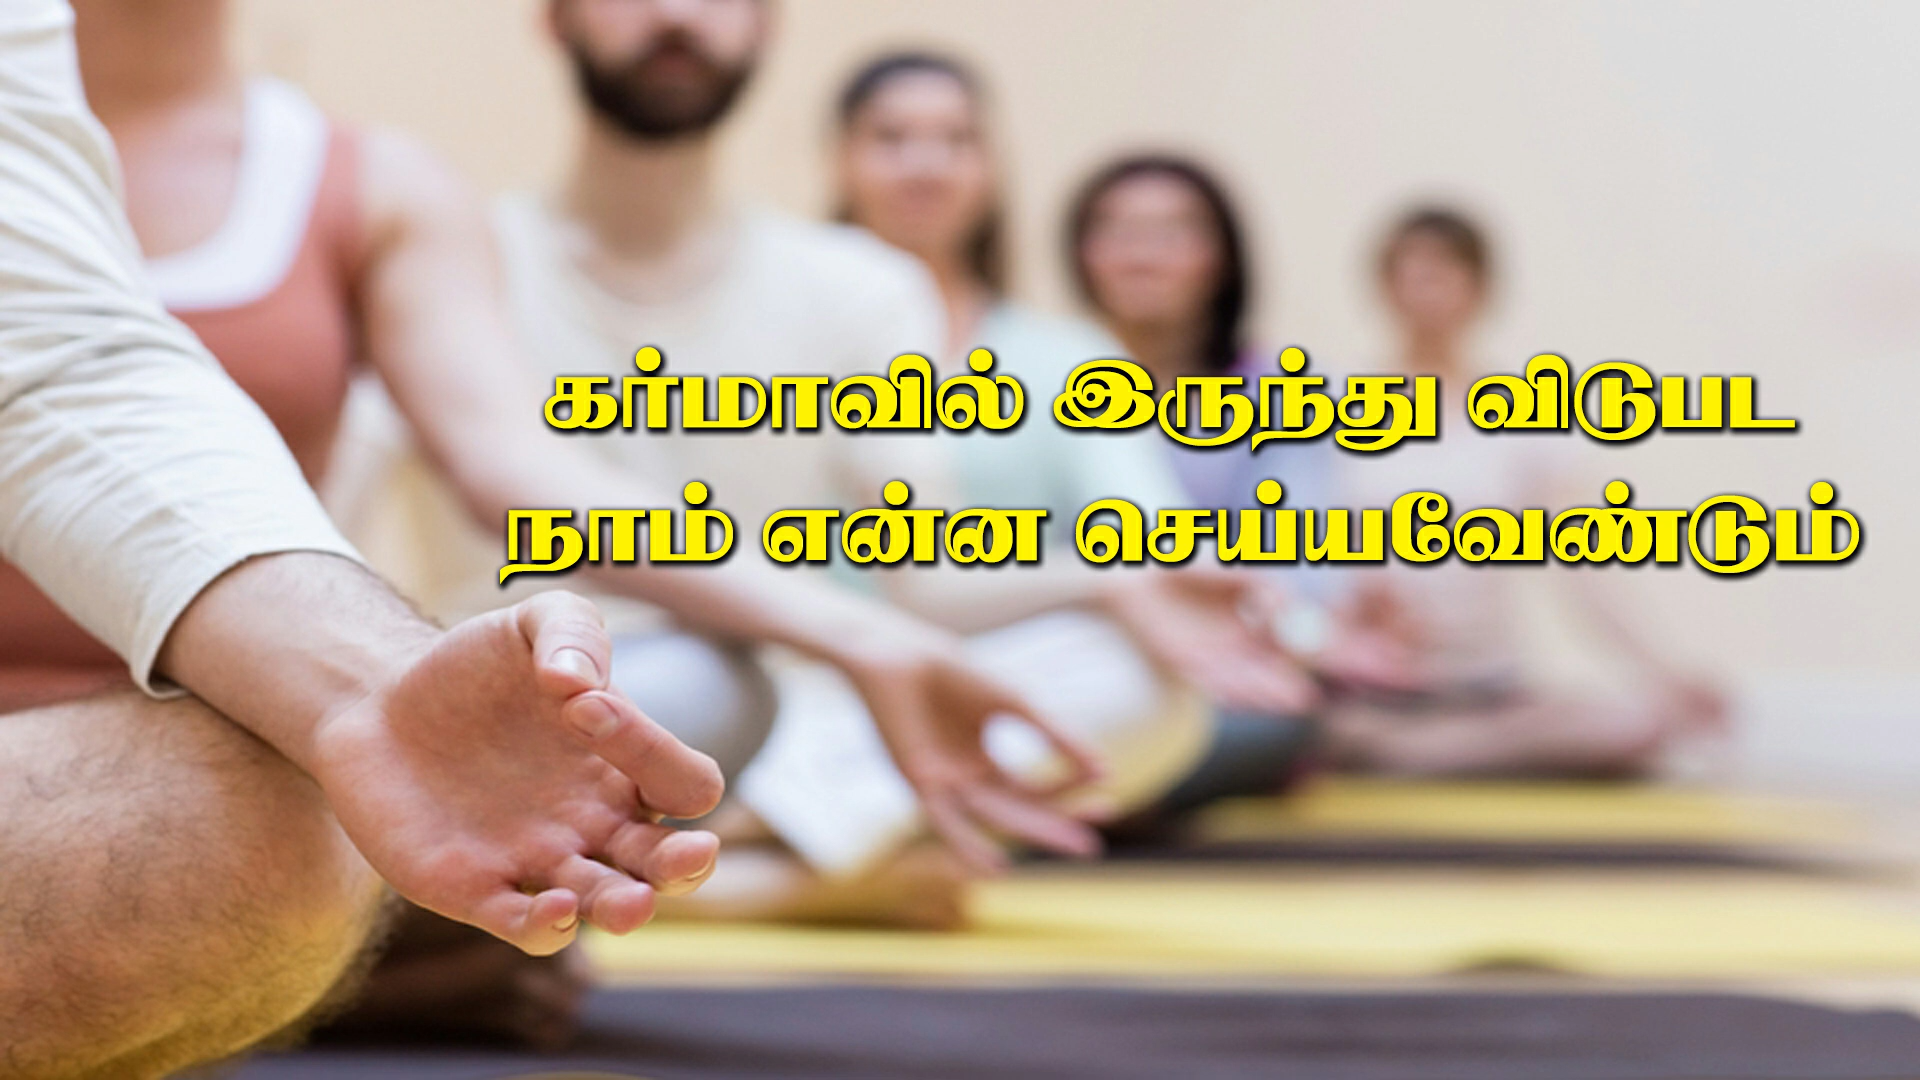 கர்மாவில் இருந்து விடுபட
நாம் என்ன செய்யவேண்டும்